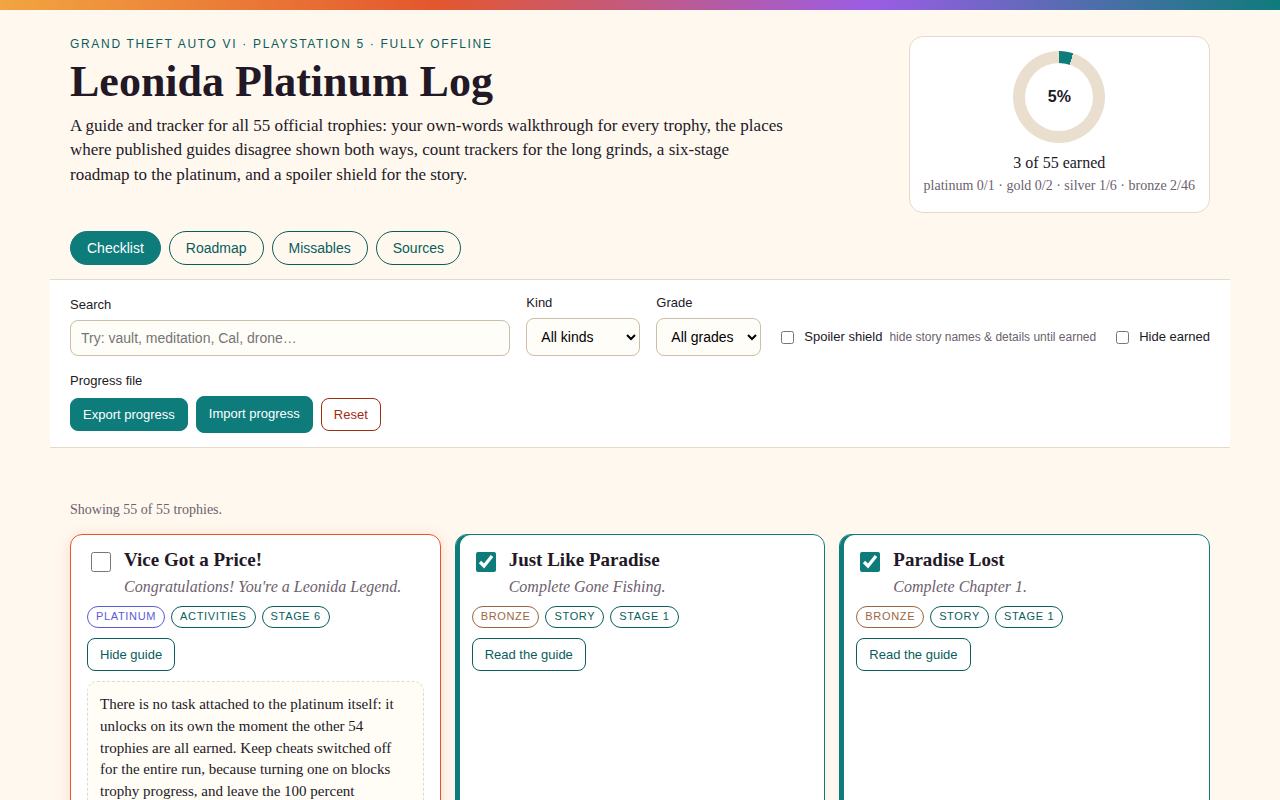 GRAND THEFT AUTO VI · PLAYSTATION 5 · FULLY OFFLINE
Leonida Platinum Log
A guide and tracker for all 55 official trophies: your own-words walkthrough for every trophy, the places
where published guides disagree shown both ways, count trackers for the long grinds, a six-stage
roadmap to the platinum, and a spoiler shield for the story.
5%
3 of 55 earned
platinum 0/1 · gold 0/2 · silver 1/6 · bronze 2/46
Checklist Roadmap Missables Sources
Search
Kind
Grade
Try: vault, meditation, Cal, drone…
All kinds
All grades
Spoiler shield hide story names & details until earned
Hide earned
Progress file
Export progress Import progress Reset
Showing 55 of 55 trophies.
Vice Got a Price!
Congratulations! You're a Leonida Legend.
PLATINUM ACTIVITIES STAGE 6
Hide guide
There is no task attached to the platinum itself: it
unlocks on its own the moment the other 54
trophies are all earned. Keep cheats switched off
for the entire run, because turning one on blocks
trophy progress, and leave the 100 percent
Just Like Paradise
Complete Gone Fishing.
BRONZE STORY STAGE 1
Read the guide
Paradise Lost
Complete Chapter 1.
BRONZE STORY STAGE 1
Read the guide